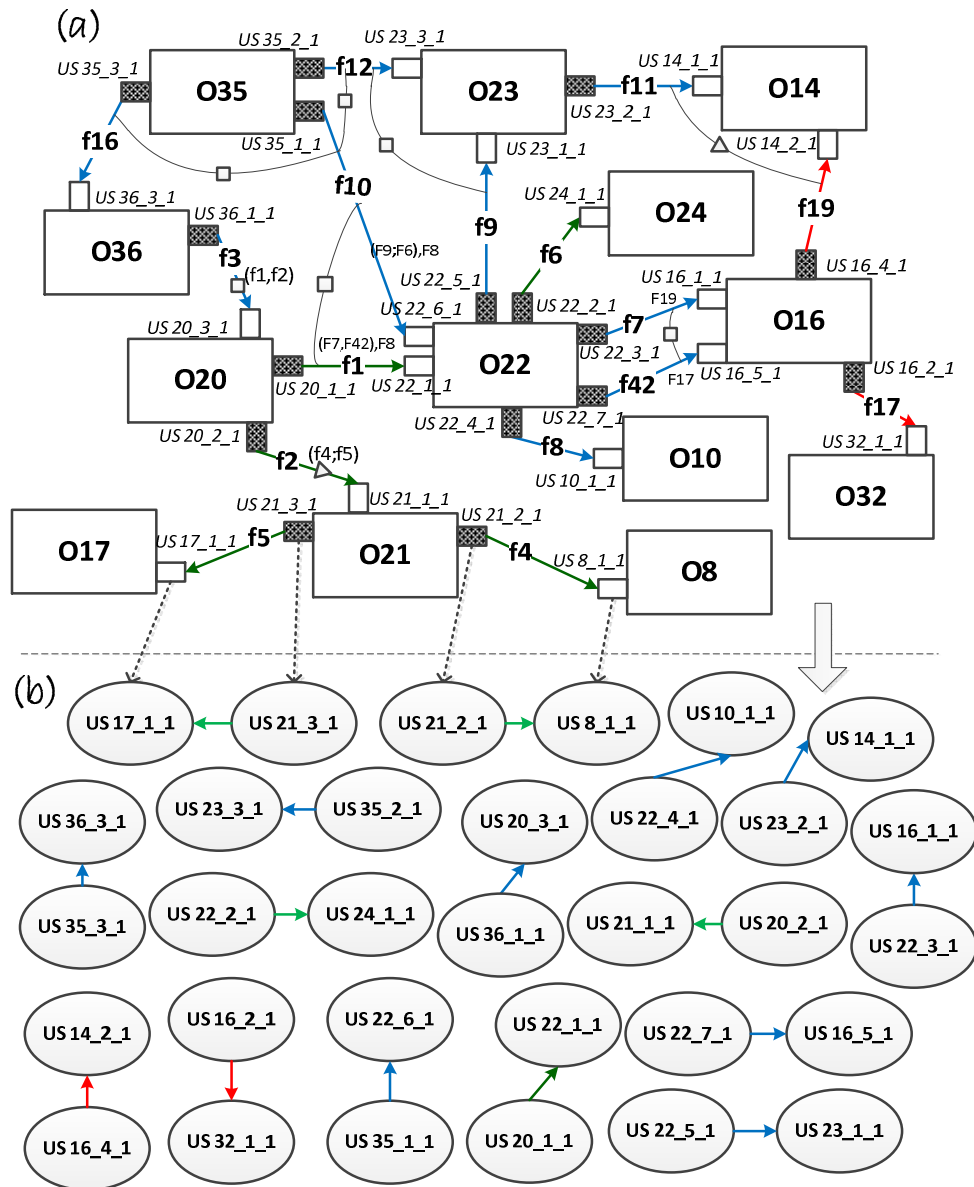 (a)
US 35_2_1
US 23_3_1
US 35_3_1
O35
f12
O23
f11
US 14_1_1
O14
US 23_2_1
US 35_1_1
US 23_1_1
US 14_2_1
f16
f10
f19
US 36_3_1
US 36_1_1
US 24_1_1
O24
O36
f3
(f1,f2)
(F9;F6),F8
f9
f6
US 16_1_1
US 16_4_1
F19
US 22_5_1
US 22_2_1
US 22_6_1
f7
O16
US 20_3_1
(F7,F42),F8
O20
f1
O22
US 22_3_1
US 20_1_1
US 22_1_1
f42
F17
US 16_5_1
US 16_2_1
US 20_2_1
US 22_4_1
US 22_7_1
f17
f2
(f4;f5)
f8
O10
US 32_1_1
US 10_1_1
O32
US 21_3_1
US 21_1_1
US 21_2_1
O17
US 17_1_1
f5
O21
f4
US 8_1_1
O8
(b)
US 17_1_1
US 21_3_1
US 21_2_1
US 8_1_1
US 10_1_1
US 14_1_1
US 36_3_1
US 23_3_1
US 35_2_1
US 20_3_1
US 22_4_1
US 23_2_1
US 16_1_1
US 35_3_1
US 22_2_1
US 24_1_1
US 36_1_1
US 21_1_1
US 20_2_1
US 22_3_1
US 14_2_1
US 16_2_1
US 22_6_1
US 22_1_1
US 22_7_1
US 16_5_1
US 16_4_1
US 32_1_1
US 35_1_1
US 20_1_1
US 22_5_1
US 23_1_1